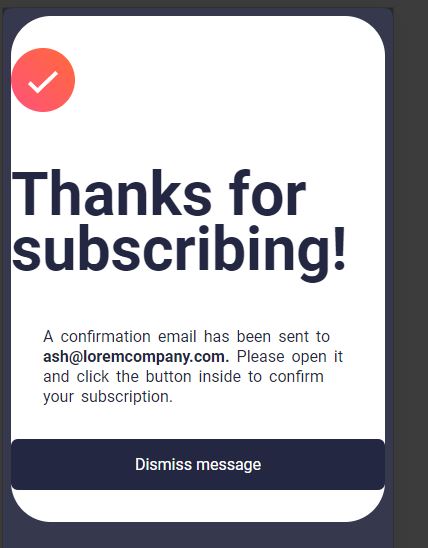 Thanks for
subscribing!
A confirmation email has been sent to
ash@loremcompany.com. Please open it
and click the button inside to confirm
your subscription.
Dismiss message